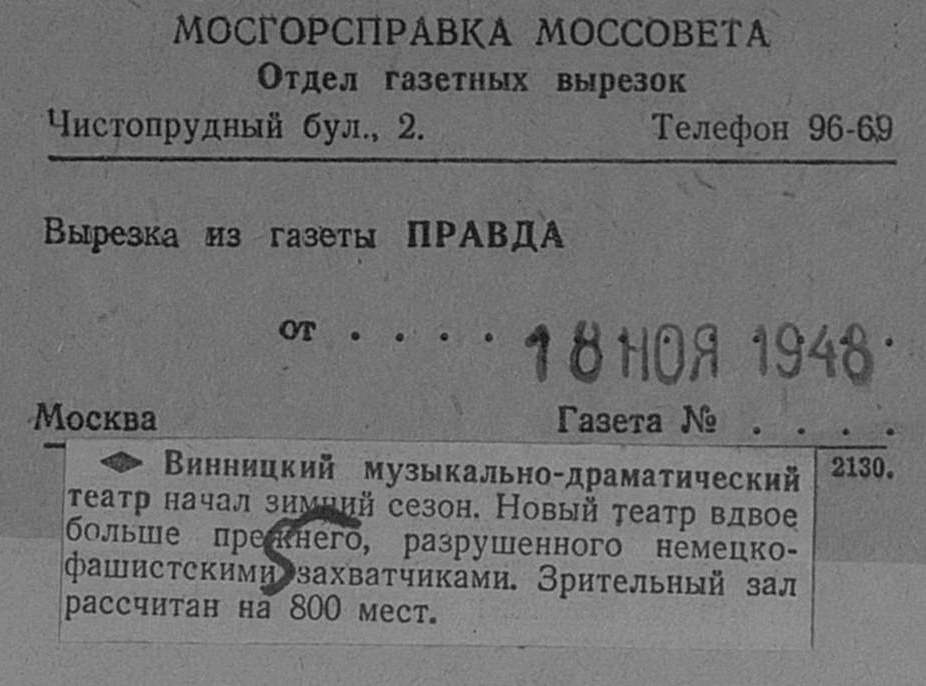 МОСГОРСПРАВКА МОССОВЕТА
Отдел газетных вырезок
Чистопрудный бул., 2. Телефон 96-69
Вырезка из газеты ПРАВДА
от . . . . 18 НОЯ 1948
Москва Газета № . . . .
2130.
◆ Винницкий музыкально-драматический
театр начал зимний сезон. Новый театр вдвое
больше прежнего, разрушенного немецко-
фашистскими захватчиками. Зрительный зал
рассчитан на 800 мест.